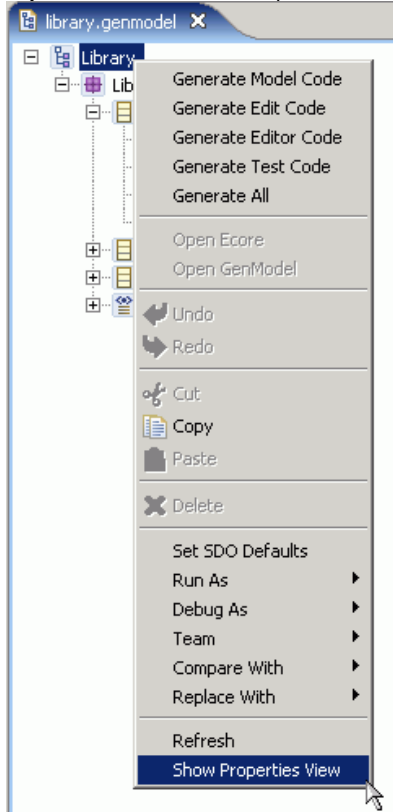 library.genmodel
Library
Lib
Generate Model Code
Generate Edit Code
Generate Editor Code
Generate Test Code
Generate All
Open Ecore
Open GenModel
Undo
Redo
Cut
Copy
Paste
Delete
Set SDO Defaults
Run As
Debug As
Team
Compare With
Replace With
Refresh
Show Properties View